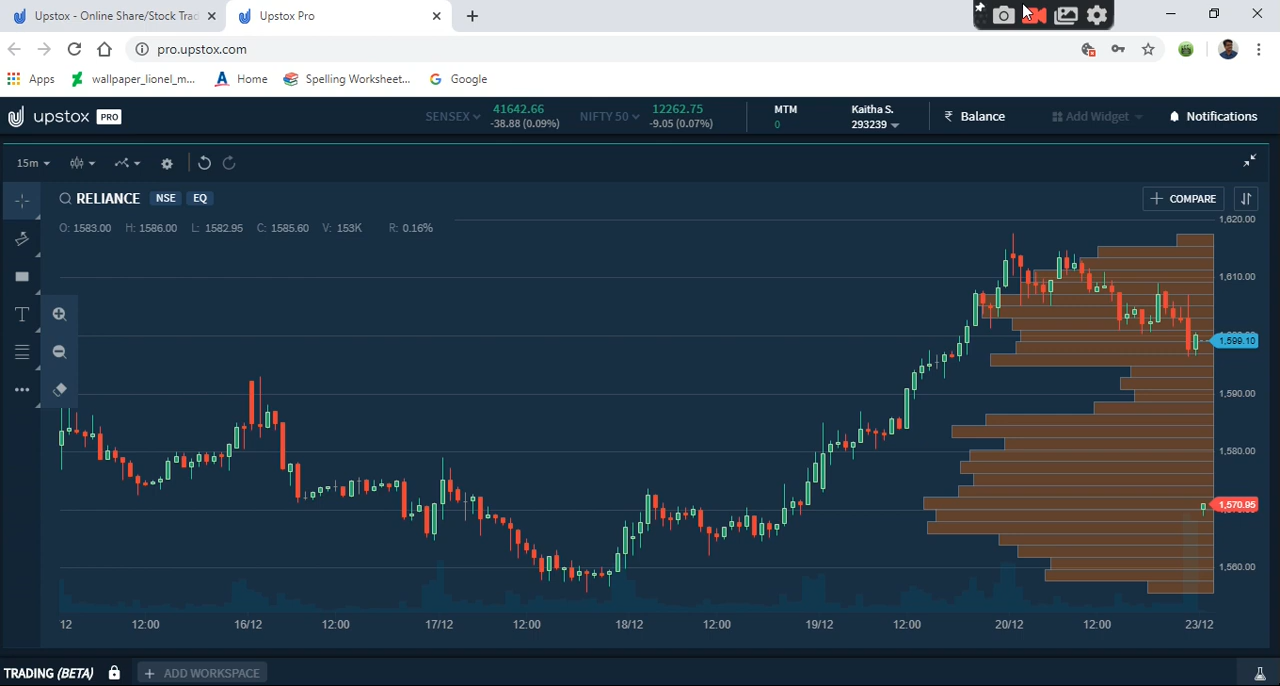 Upstox - Online Share/Stock Trad
Upstox Pro
pro.upstox.com
Apps wallpaper_lionel_m... Home Spelling Worksheet... Google
upstox PRO
SENSEX 41642.66 -38.88 (0.09%)
NIFTY 50 12262.75 -9.05 (0.07%)
MTM 0
Kaitha S. 293239
₹ Balance
Add Widget
Notifications
15m
RELIANCE NSE EQ
COMPARE
O: 1583.00 H: 1586.00 L: 1582.95 C: 1585.60 V: 153K R: 0.16%
1,620.00
1,610.00
1,599.10
1,590.00
1,580.00
1,570.95
1,560.00
12 12:00 16/12 12:00 17/12 12:00 18/12 12:00 19/12 12:00 20/12 12:00 23/12
TRADING (BETA)
+ ADD WORKSPACE